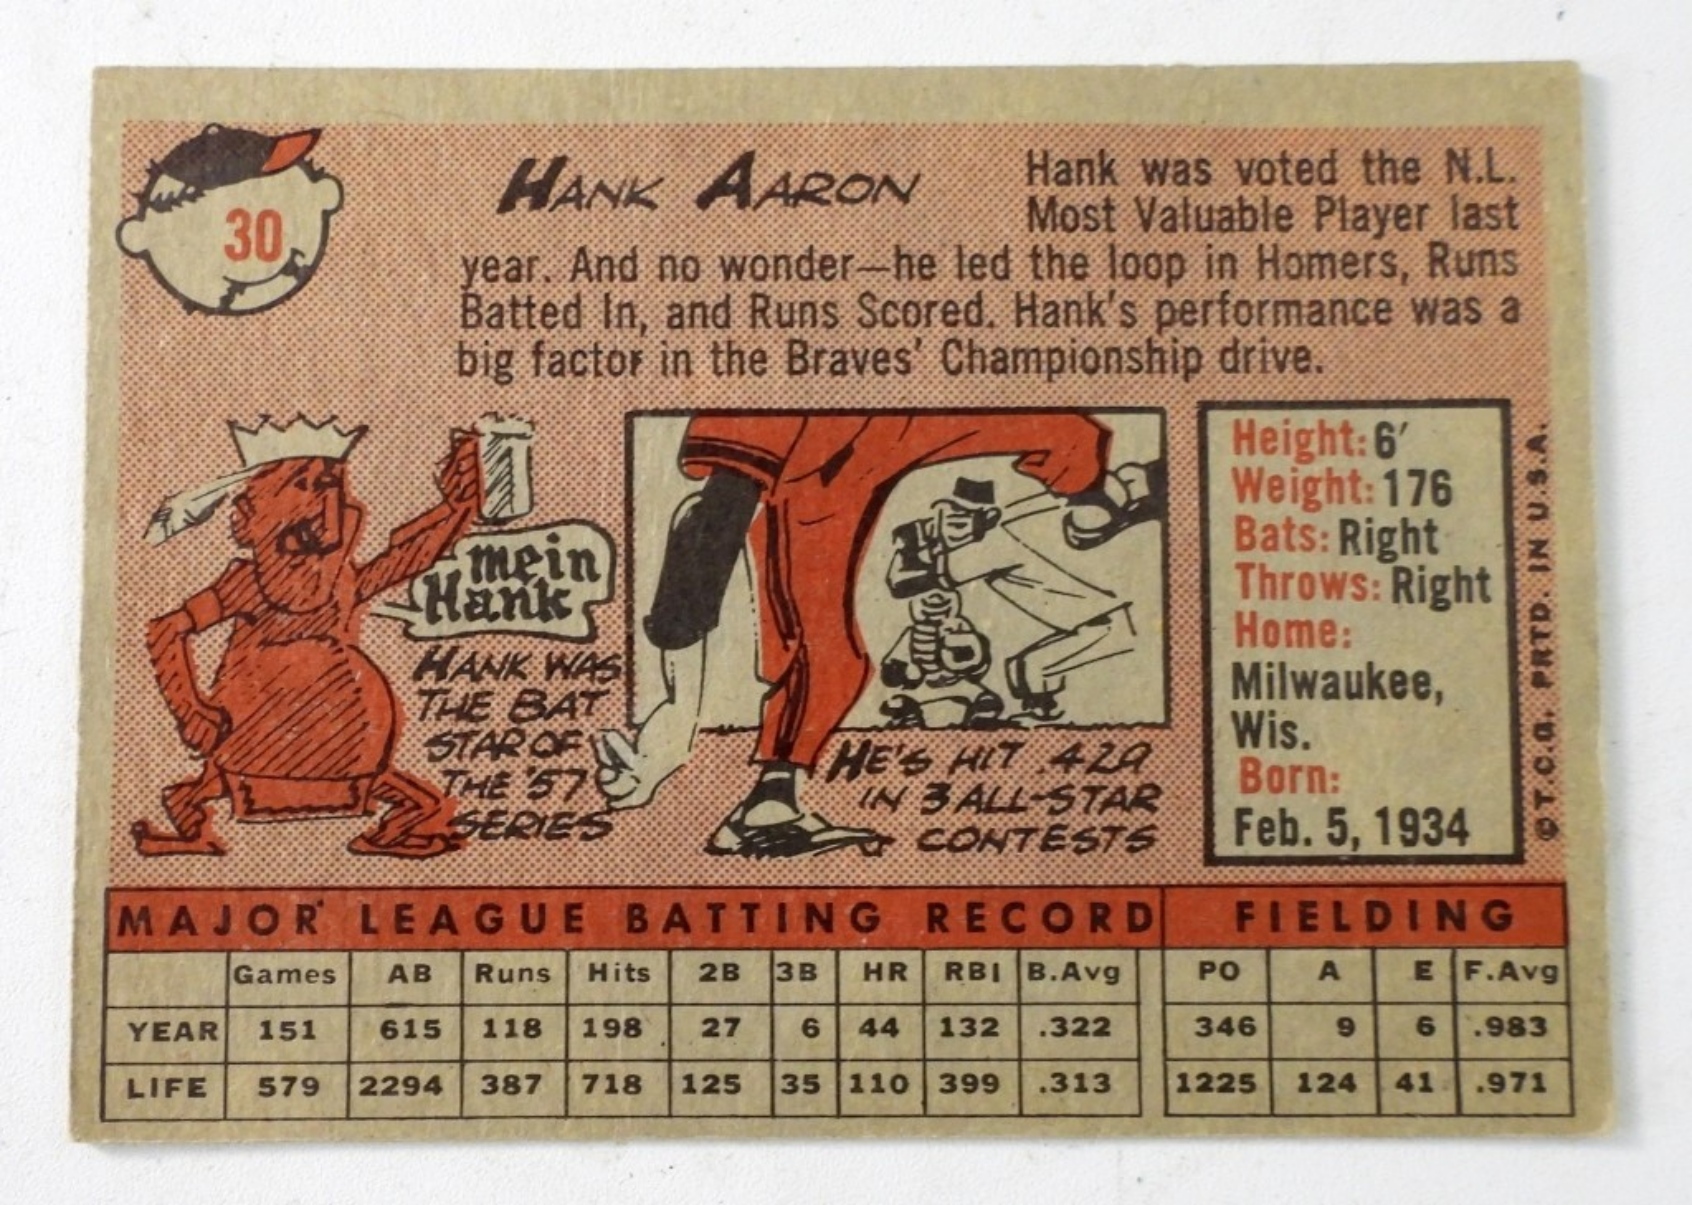 30
HANK AARON
Hank was voted the N.L.
Most Valuable Player last
year. And no wonder—he led the loop in Homers, Runs
Batted In, and Runs Scored. Hank's performance was a
big factor in the Braves' Championship drive.
mein
Hank
HANK WAS
THE BAT
STAR OF
THE '57
SERIES
HE'S HIT .429
IN 3 ALL-STAR
CONTESTS
Height: 6'
Weight: 176
Bats: Right
Throws: Right
Home:
Milwaukee,
Wis.
Born:
Feb. 5, 1934
© T.C.G. PRTD. IN U.S.A.
MAJOR LEAGUE BATTING RECORD FIELDING
Games AB Runs Hits 2B 3B HR RBI B.Avg PO A E F.Avg
YEAR 151 615 118 198 27 6 44 132 .322 346 9 6 .983
LIFE 579 2294 387 718 125 35 110 399 .313 1225 124 41 .971